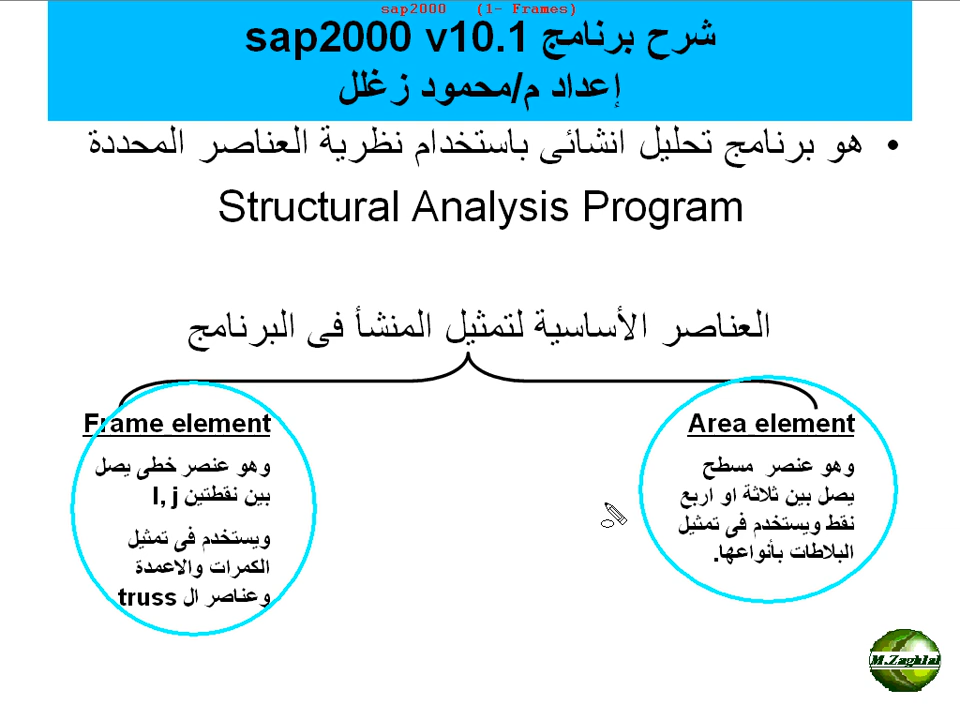 sap2000 (1- Frames)
شرح برنامج sap2000 v10.1
إعداد م/محمود زغلل
• هو برنامج تحليل انشائى باستخدام نظرية العناصر المحددة
Structural Analysis Program
العناصر الأساسية لتمثيل المنشأ فى البرنامج
Area element
وهو عنصر مسطح
يصل بين ثلاثة او اربع
نقط ويستخدم فى تمثيل
البلاطات بأنواعها.
Frame element
وهو عنصر خطى يصل
بين نقطتين I, j
ويستخدم فى تمثيل
الكمرات والاعمدة
وعناصر ال truss
M.Zaghlal